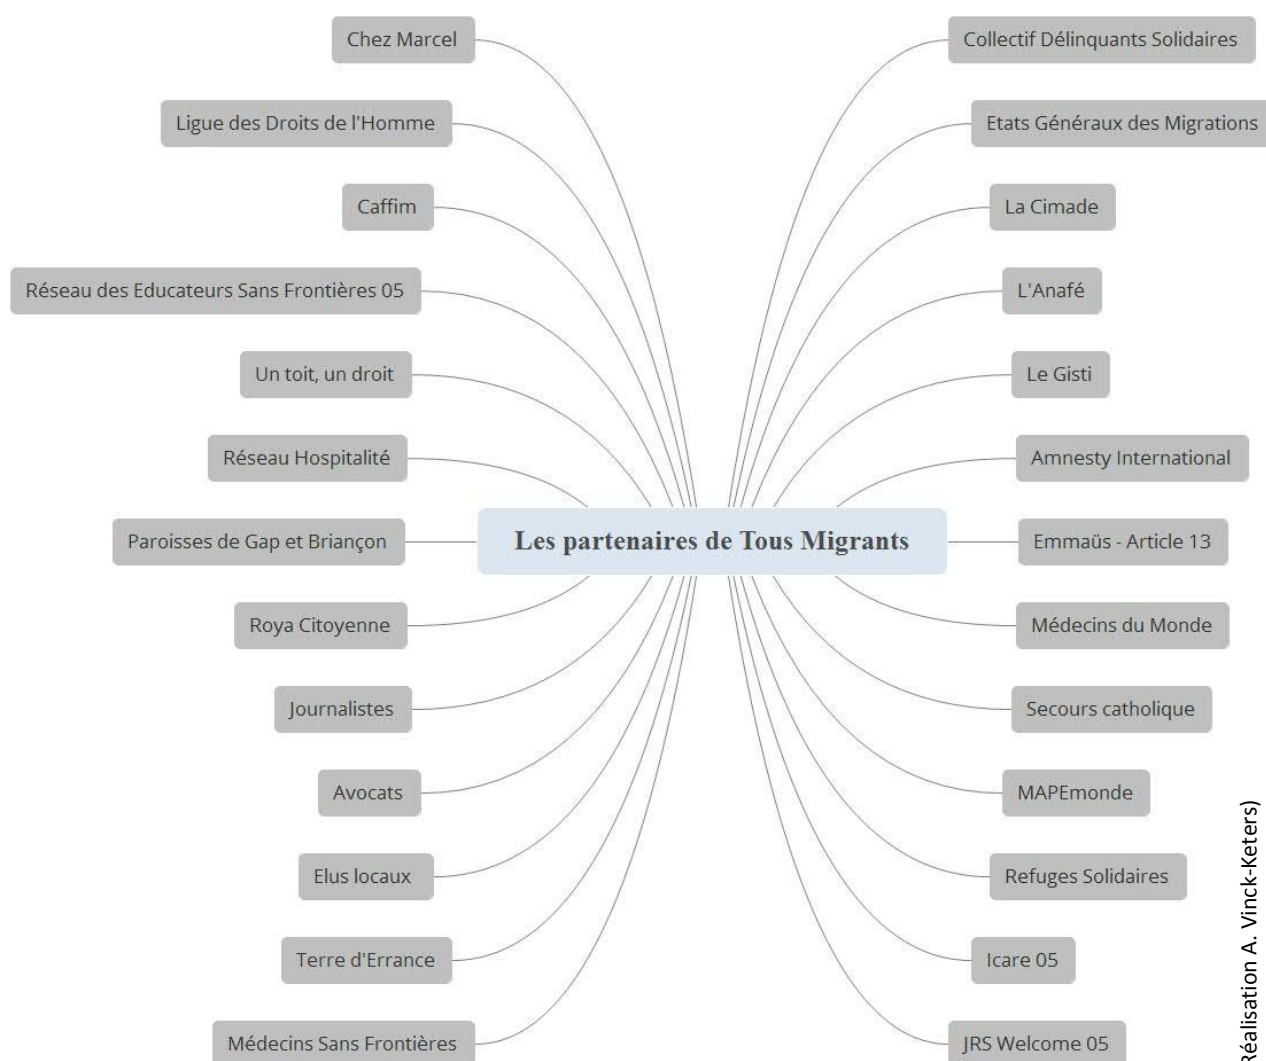 Chez Marcel
Ligue des Droits de l'Homme
Caffim
Réseau des Educateurs Sans Frontières 05
Un toit, un droit
Réseau Hospitalité
Paroisses de Gap et Briançon
Roya Citoyenne
Journalistes
Avocats
Elus locaux
Terre d'Errance
Médecins Sans Frontières
Les partenaires de Tous Migrants
Collectif Délinquants Solidaires
Etats Généraux des Migrations
La Cimade
L'Anafé
Le Gisti
Amnesty International
Emmaüs - Article 13
Médecins du Monde
Secours catholique
MAPEmonde
Refuges Solidaires
Icare 05
JRS Welcome 05
Réalisation A. Vinck-Keters)